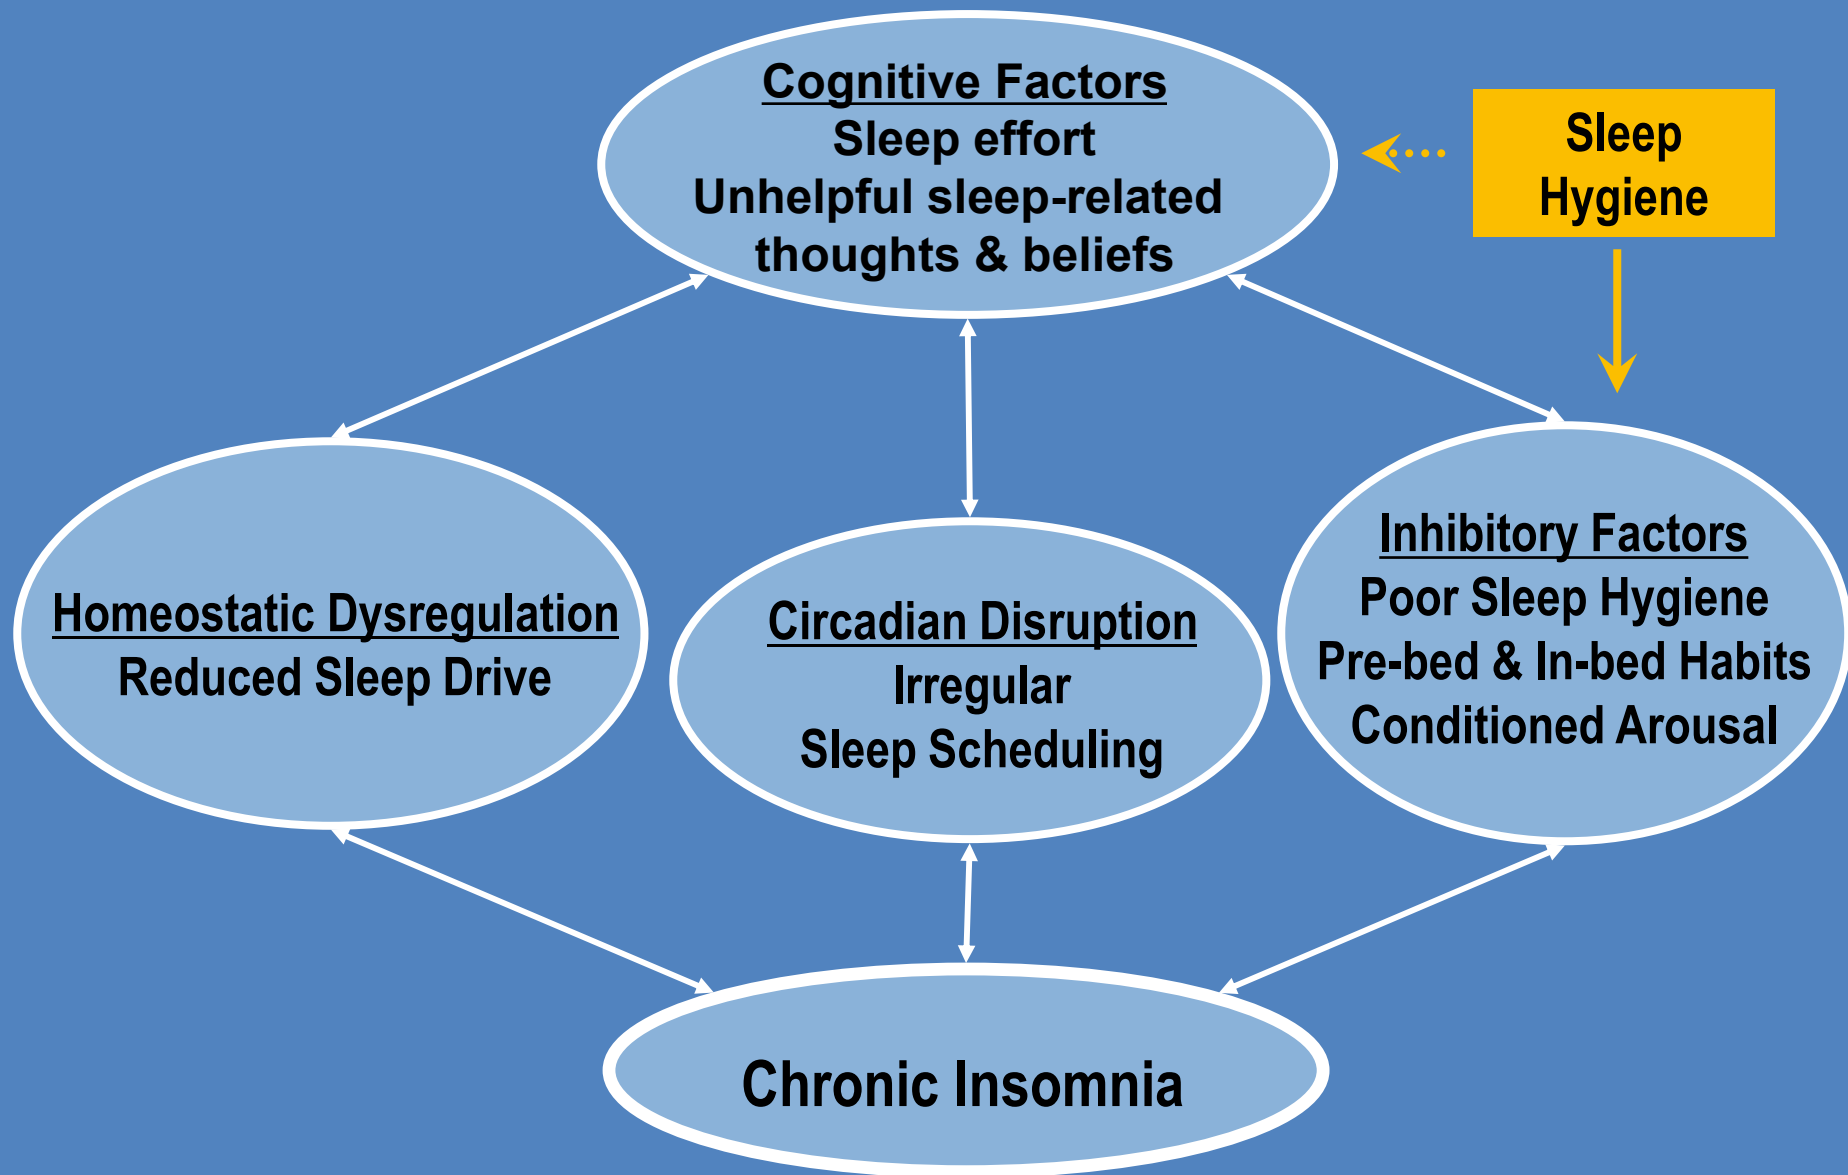 Cognitive Factors
Sleep effort
Unhelpful sleep-related
thoughts & beliefs
Sleep
Hygiene
Homeostatic Dysregulation
Reduced Sleep Drive
Circadian Disruption
Irregular
Sleep Scheduling
Inhibitory Factors
Poor Sleep Hygiene
Pre-bed & In-bed Habits
Conditioned Arousal
Chronic Insomnia